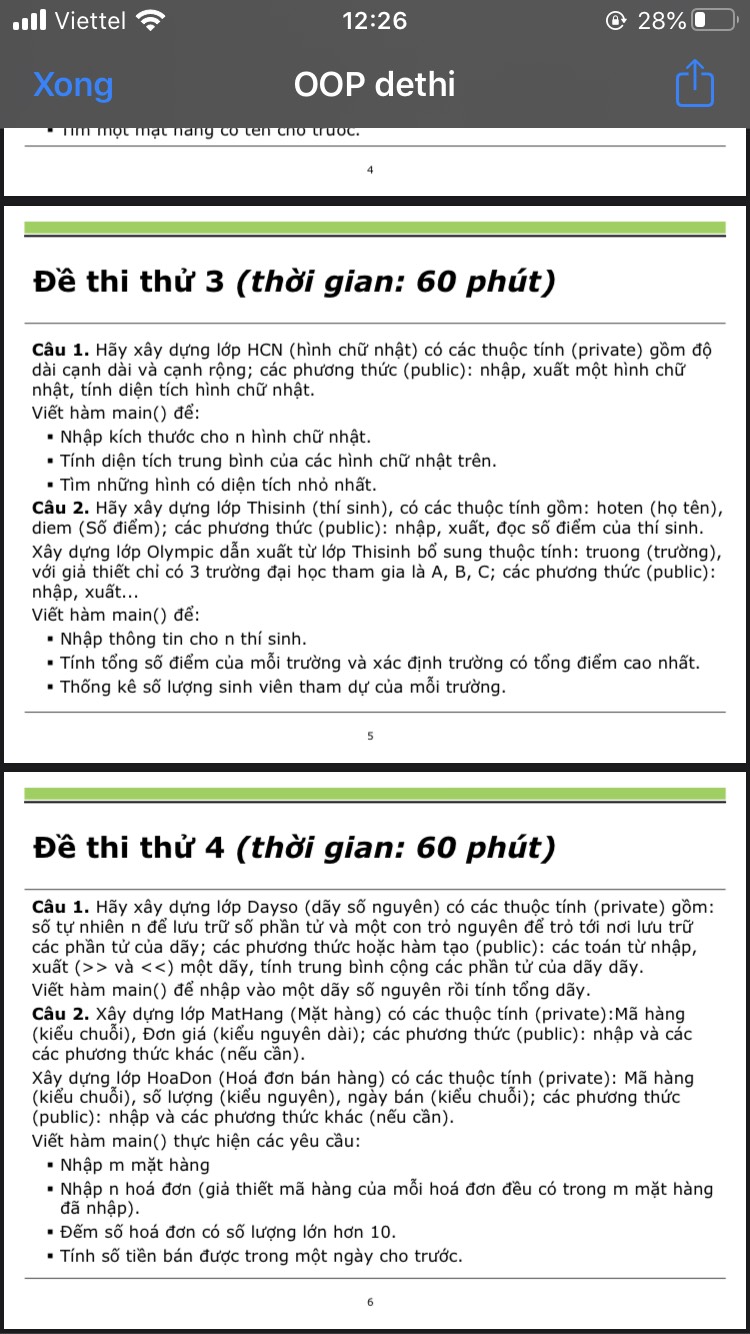 Viettel 12:26 28%
Xong OOP dethi
▪ Tìm một mặt hàng có tên cho trước.
4
Đề thi thử 3 (thời gian: 60 phút)
Câu 1. Hãy xây dựng lớp HCN (hình chữ nhật) có các thuộc tính (private) gồm độ
dài cạnh dài và cạnh rộng; các phương thức (public): nhập, xuất một hình chữ
nhật, tính diện tích hình chữ nhật.
Viết hàm main() để:
▪ Nhập kích thước cho n hình chữ nhật.
▪ Tính diện tích trung bình của các hình chữ nhật trên.
▪ Tìm những hình có diện tích nhỏ nhất.
Câu 2. Hãy xây dựng lớp Thisinh (thí sinh), có các thuộc tính gồm: hoten (họ tên),
diem (Số điểm); các phương thức (public): nhập, xuất, đọc số điểm của thí sinh.
Xây dựng lớp Olympic dẫn xuất từ lớp Thisinh bổ sung thuộc tính: truong (trường),
với giả thiết chỉ có 3 trường đại học tham gia là A, B, C; các phương thức (public):
nhập, xuất...
Viết hàm main() để:
▪ Nhập thông tin cho n thí sinh.
▪ Tính tổng số điểm của mỗi trường và xác định trường có tổng điểm cao nhất.
▪ Thống kê số lượng sinh viên tham dự của mỗi trường.
5
Đề thi thử 4 (thời gian: 60 phút)
Câu 1. Hãy xây dựng lớp Dayso (dãy số nguyên) có các thuộc tính (private) gồm:
số tự nhiên n để lưu trữ số phần tử và một con trỏ nguyên để trỏ tới nơi lưu trữ
các phần tử của dãy; các phương thức hoặc hàm tạo (public): các toán từ nhập,
xuất (>> và <<) một dãy, tính trung bình cộng các phần tử của dãy dãy.
Viết hàm main() để nhập vào một dãy số nguyên rồi tính tổng dãy.
Câu 2. Xây dựng lớp MatHang (Mặt hàng) có các thuộc tính (private):Mã hàng
(kiểu chuỗi), Đơn giá (kiểu nguyên dài); các phương thức (public): nhập và các
các phương thức khác (nếu cần).
Xây dựng lớp HoaDon (Hoá đơn bán hàng) có các thuộc tính (private): Mã hàng
(kiểu chuỗi), số lượng (kiểu nguyên), ngày bán (kiểu chuỗi); các phương thức
(public): nhập và các phương thức khác (nếu cần).
Viết hàm main() thực hiện các yêu cầu:
▪ Nhập m mặt hàng
▪ Nhập n hoá đơn (giả thiết mã hàng của mỗi hoá đơn đều có trong m mặt hàng
đã nhập).
▪ Đếm số hoá đơn có số lượng lớn hơn 10.
▪ Tính số tiền bán được trong một ngày cho trước.
6